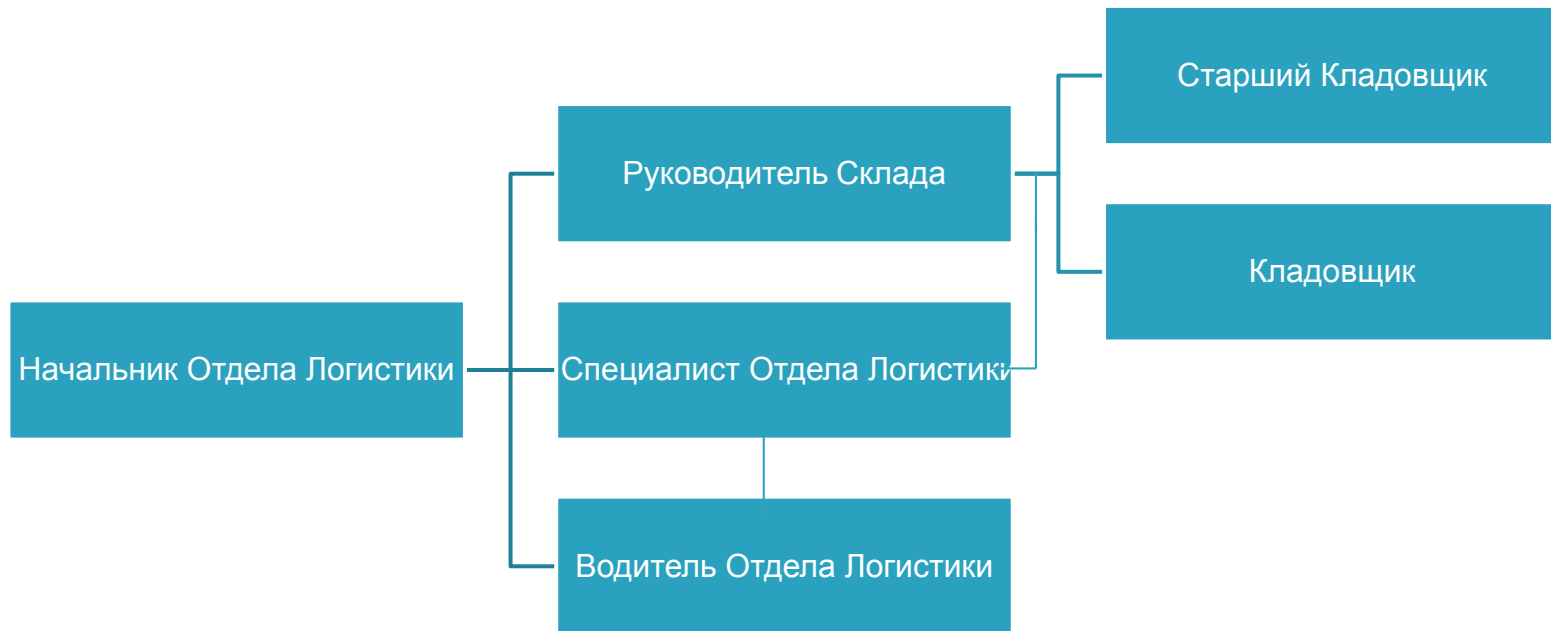 Начальник Отдела Логистики
Руководитель Склада
Специалист Отдела Логистики
Водитель Отдела Логистики
Старший Кладовщик
Кладовщик